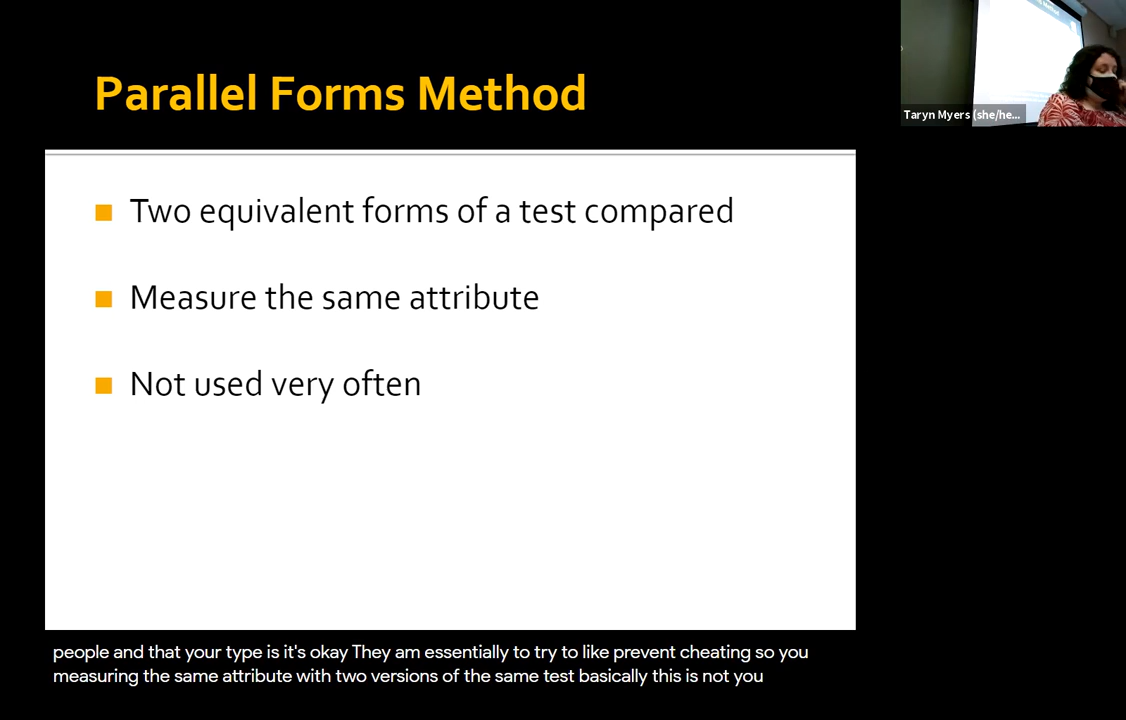 Parallel Forms Method
Taryn Myers (she/he...
Two equivalent forms of a test compared
Measure the same attribute
Not used very often
people and that your type is it's okay They am essentially to try to like prevent cheating so you
measuring the same attribute with two versions of the same test basically this is not you